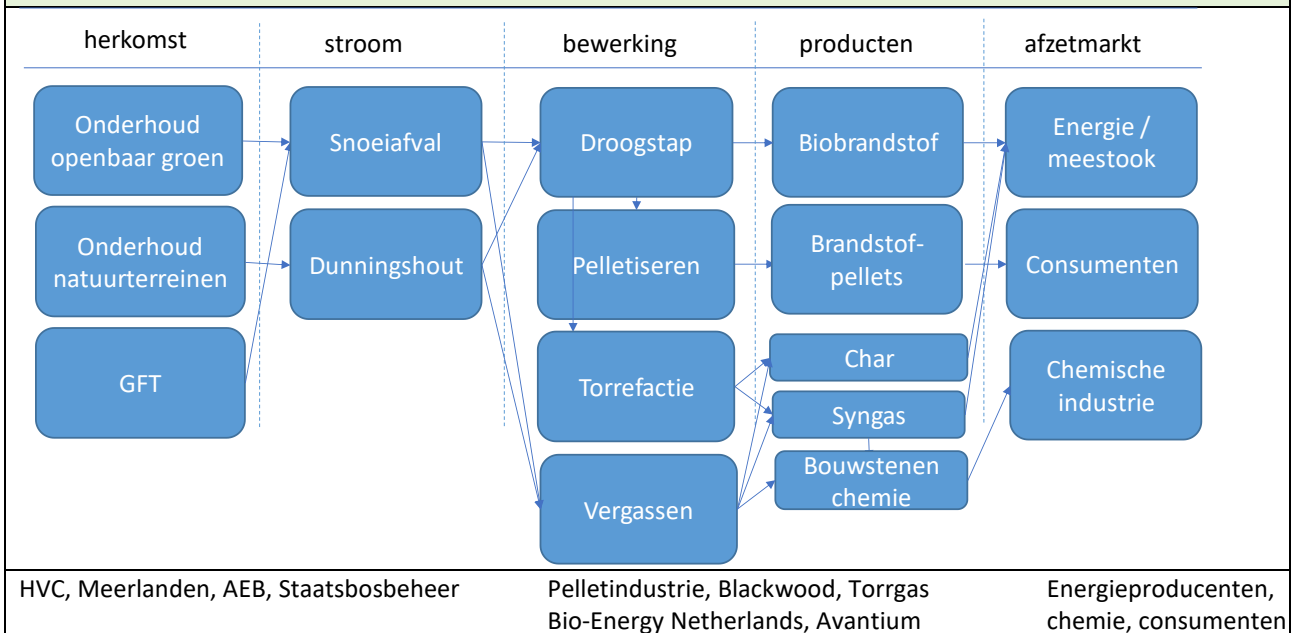 herkomst
stroom
bewerking
producten
afzetmarkt
Onderhoud
openbaar groen
Snoeiafval
Droogstap
Biobrandstof
Energie /
meestook
Onderhoud
natuurterreinen
Dunningshout
Pelletiseren
Brandstof-
pellets
Consumenten
GFT
Torrefactie
Char
Syngas
Chemische
industrie
Vergassen
Bouwstenen
chemie
HVC, Meerlanden, AEB, Staatsbosbeheer
Pelletindustrie, Blackwood, Torrgas
Bio-Energy Netherlands, Avantium
Energieproducenten,
chemie, consumenten